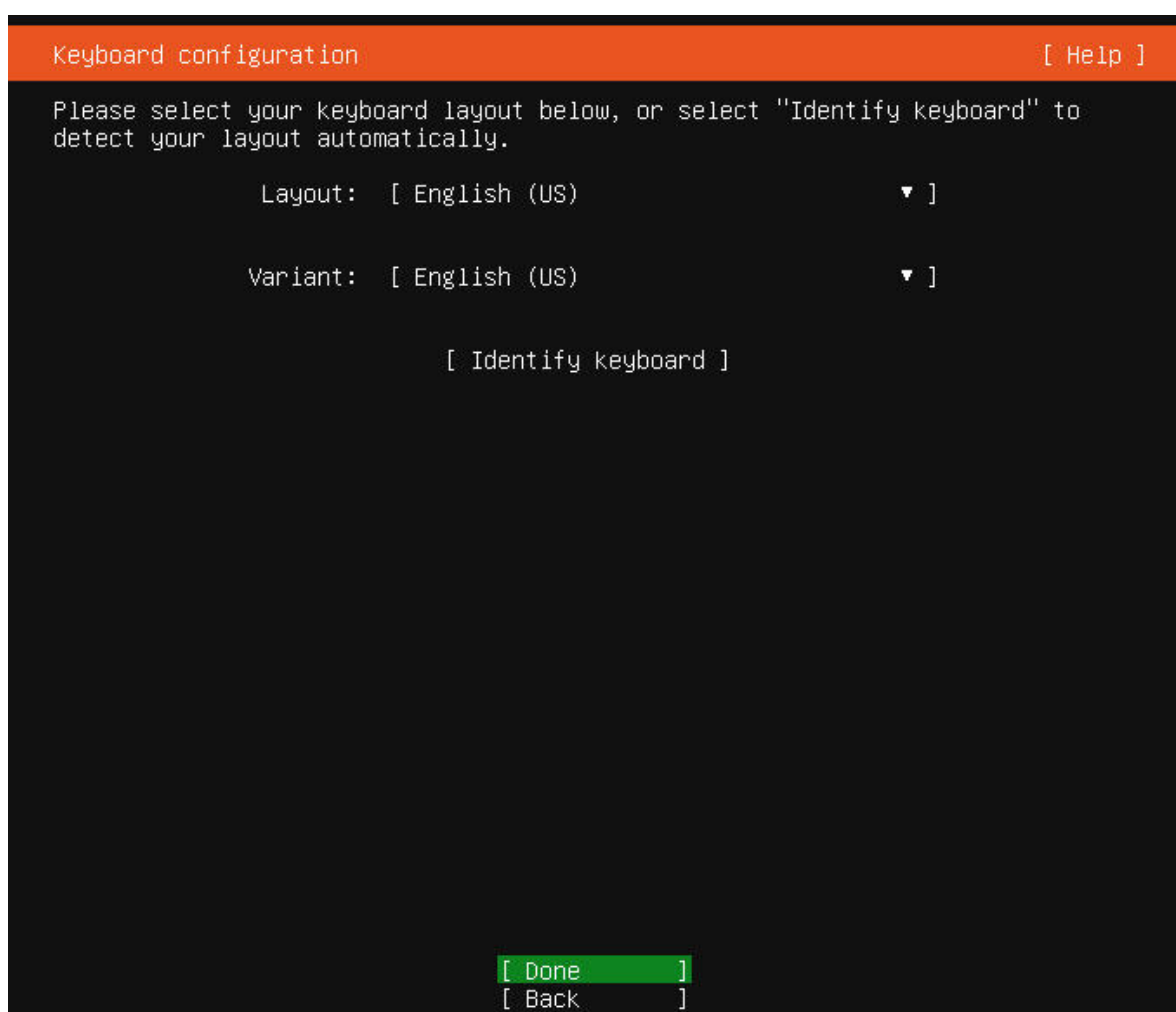 Keyboard configuration [ Help ]
Please select your keyboard layout below, or select "Identify keyboard" to
detect your layout automatically.
Layout: [ English (US) ▾ ]
Variant: [ English (US) ▾ ]
[ Identify keyboard ]
[ Done ]
[ Back ]